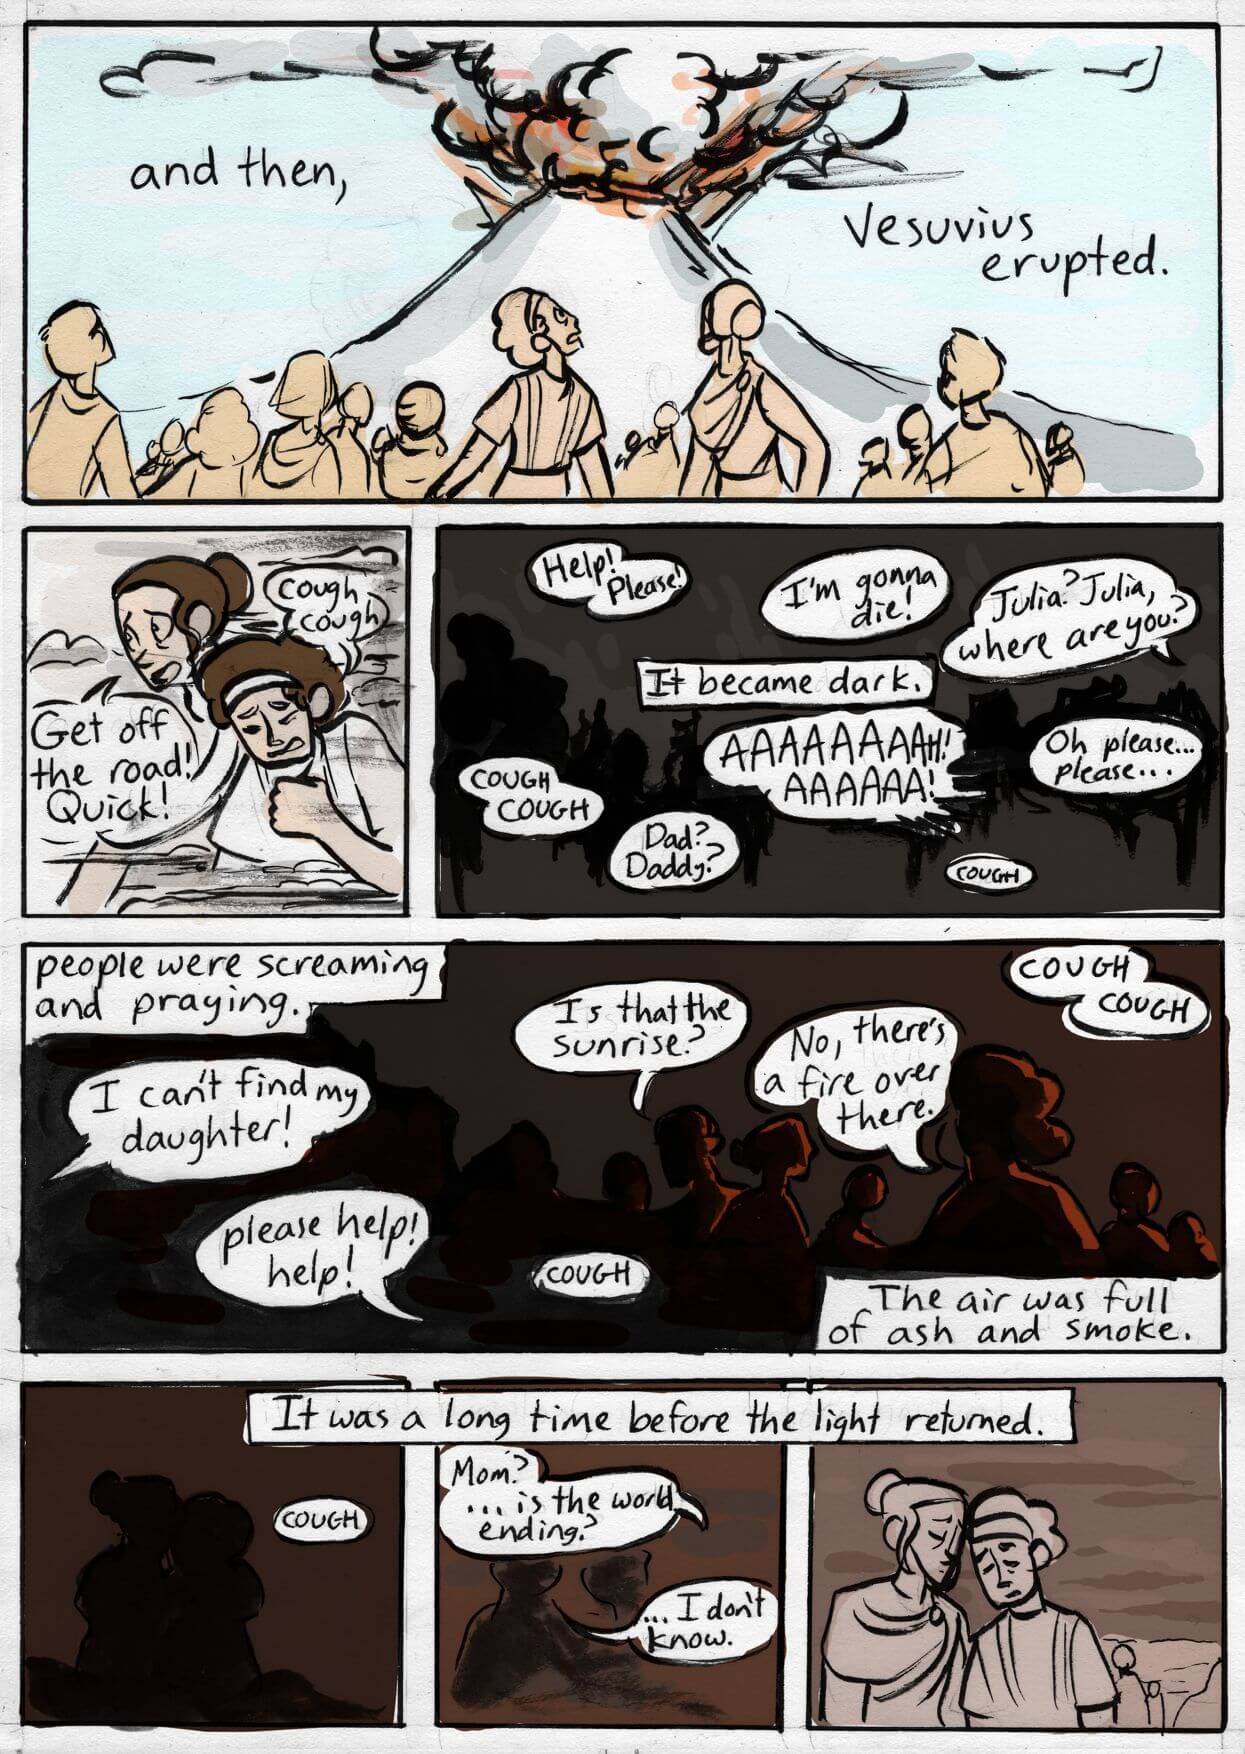 and then,
Vesuvius
erupted.
cough
cough
Get off
the road!
Quick!
Help!
Please!
I'm gonna
die!
Julia? Julia,
where are you?
It became dark.
AAAAAAAAH!
AAAAAA!
Oh please...
please...
COUGH
COUGH
Dad?
Daddy?
COUGH
people were screaming
and praying.
I can't find my
daughter!
please help!
help!
Is that the
sunrise?
No, there's
a fire over
there.
COUGH
COUGH
COUGH
The air was full
of ash and smoke.
It was a long time before the light returned.
COUGH
Mom?
... is the world
ending?
... I don't
know.